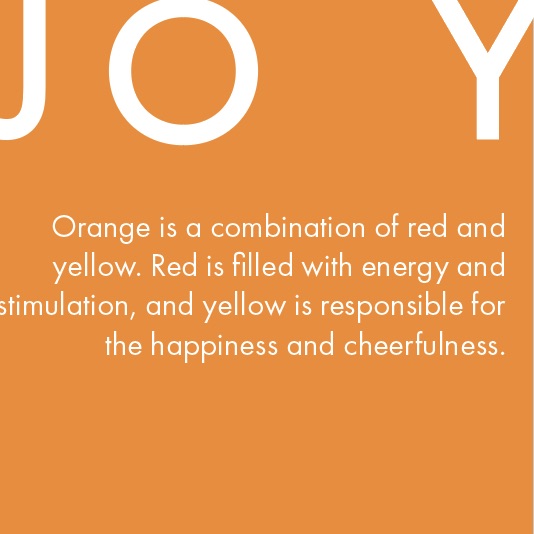 JOY
Orange is a combination of red and
yellow. Red is filled with energy and
stimulation, and yellow is responsible for
the happiness and cheerfulness.